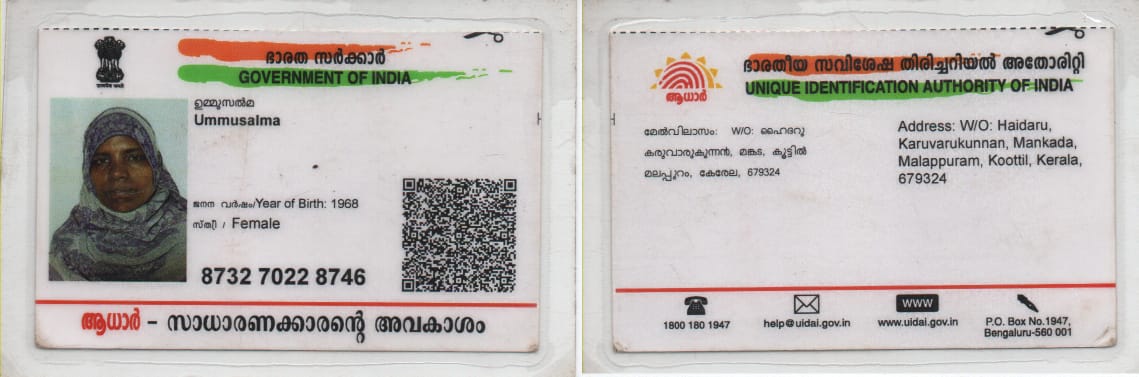 ഭാരത സർക്കാർ
GOVERNMENT OF INDIA
ഉമ്മുസൽമ
Ummusalma
ജനന വർഷം/Year of Birth: 1968
സ്ത്രീ / Female
8732 7022 8746
ആധാർ – സാധാരണക്കാരന്റെ അവകാശം
ഭാരതീയ സവിശേഷ തിരിച്ചറിയൽ അതോരിറ്റി
UNIQUE IDENTIFICATION AUTHORITY OF INDIA
ആധാർ
മേൽവിലാസം: W/O: ഹൈദറു
കരുവാരുകുന്നൻ, മങ്കട, കൂട്ടിൽ
മലപ്പുറം, കേരള, 679324
Address: W/O: Haidaru,
Karuvarukunnan, Mankada,
Malappuram, Koottil, Kerala,
679324
1800 180 1947
help@uidai.gov.in
www
www.uidai.gov.in
P.O. Box No.1947,
Bengaluru-560 001